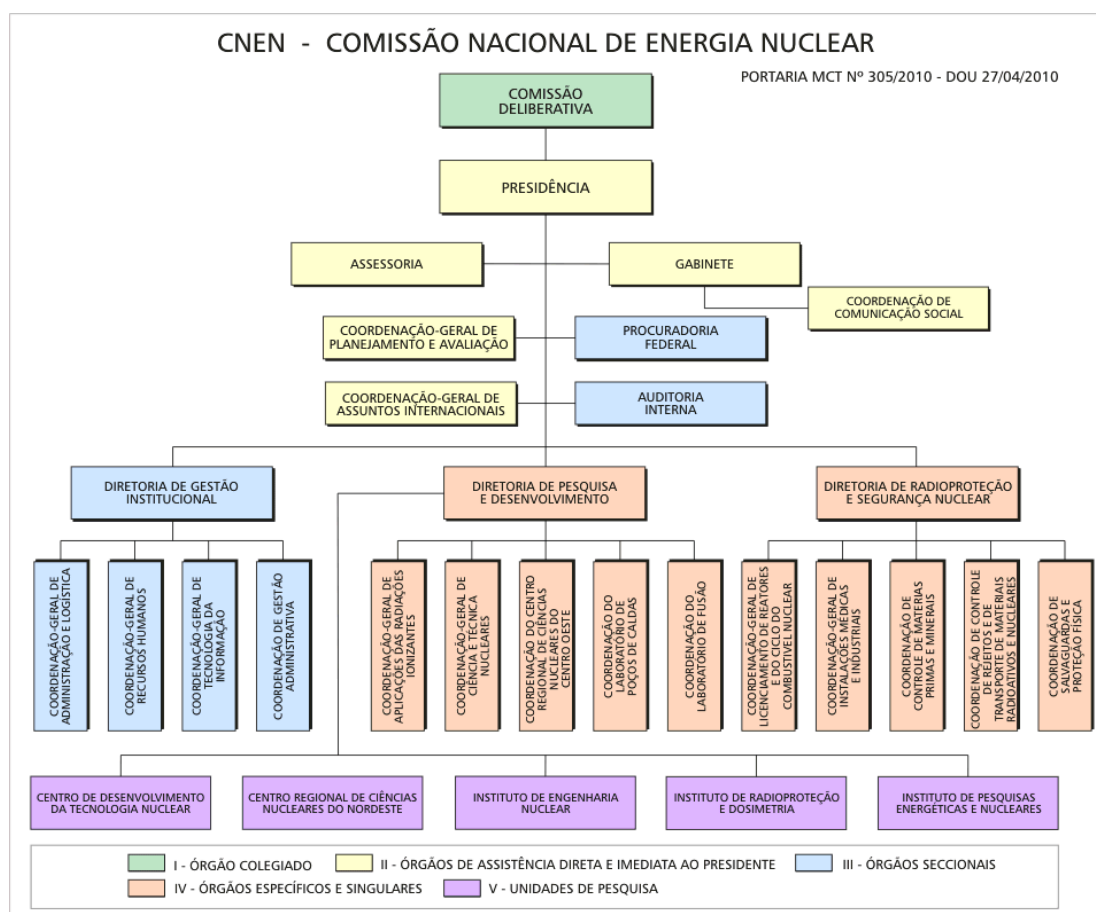 CNEN - COMISSÃO NACIONAL DE ENERGIA NUCLEAR
PORTARIA MCT Nº 305/2010 - DOU 27/04/2010
COMISSÃO
DELIBERATIVA
PRESIDÊNCIA
ASSESSORIA
GABINETE
COORDENAÇÃO DE
COMUNICAÇÃO SOCIAL
COORDENAÇÃO-GERAL DE
PLANEJAMENTO E AVALIAÇÃO
PROCURADORIA
FEDERAL
COORDENAÇÃO-GERAL DE
ASSUNTOS INTERNACIONAIS
AUDITORIA
INTERNA
DIRETORIA DE GESTÃO
INSTITUCIONAL
DIRETORIA DE PESQUISA
E DESENVOLVIMENTO
DIRETORIA DE RADIOPROTEÇÃO
E SEGURANÇA NUCLEAR
COORDENAÇÃO-GERAL DE
ADMINISTRAÇÃO E LOGÍSTICA
COORDENAÇÃO-GERAL DE
RECURSOS HUMANOS
COORDENAÇÃO-GERAL DE
TECNOLOGIA DA
INFORMAÇÃO
COORDENAÇÃO DE GESTÃO
ADMINISTRATIVA
COORDENAÇÃO-GERAL DE
APLICAÇÕES DAS RADIAÇÕES
IONIZANTES
COORDENAÇÃO-GERAL DE
CIÊNCIA E TECNICA
NUCLEARES
COORDENAÇÃO DO CENTRO
REGIONAL DE CIÊNCIAS
NUCLEARES DO
CENTRO OESTE
COORDENAÇÃO DO
LABORATÓRIO DE
POÇOS DE CALDAS
COORDENAÇÃO DO
LABORATÓRIO DE FUSÃO
COORDENAÇÃO-GERAL DE
LICENCIAMENTO DE REATORES
E DO CICLO DO
COMBUSTIVEL NUCLEAR
COORDENAÇÃO-GERAL DE
INSTALAÇÕES MEDICAS
E INDUSTRIAIS
COORDENAÇÃO DE
CONTROLE DE MATERIAS
PRIMAS E MINERAIS
COORDENAÇÃO DE CONTROLE
DE REJEITOS E DE
TRANSPORTE DE MATERIAIS
RADIOATIVOS E NUCLEARES
COORDENAÇÃO DE
SALVAGUARDAS E
PROTEÇÃO FISICA
CENTRO DE DESENVOLVIMENTO
DA TECNOLOGIA NUCLEAR
CENTRO REGIONAL DE CIÊNCIAS
NUCLEARES DO NORDESTE
INSTITUTO DE ENGENHARIA
NUCLEAR
INSTITUTO DE RADIOPROTEÇÃO
E DOSIMETRIA
INSTITUTO DE PESQUISAS
ENERGÉTICAS E NUCLEARES
I - ÓRGÃO COLEGIADO
II - ÓRGÃOS DE ASSISTÊNCIA DIRETA E IMEDIATA AO PRESIDENTE
III - ÓRGÃOS SECCIONAIS
IV - ÓRGÃOS ESPECÍFICOS E SINGULARES
V - UNIDADES DE PESQUISA